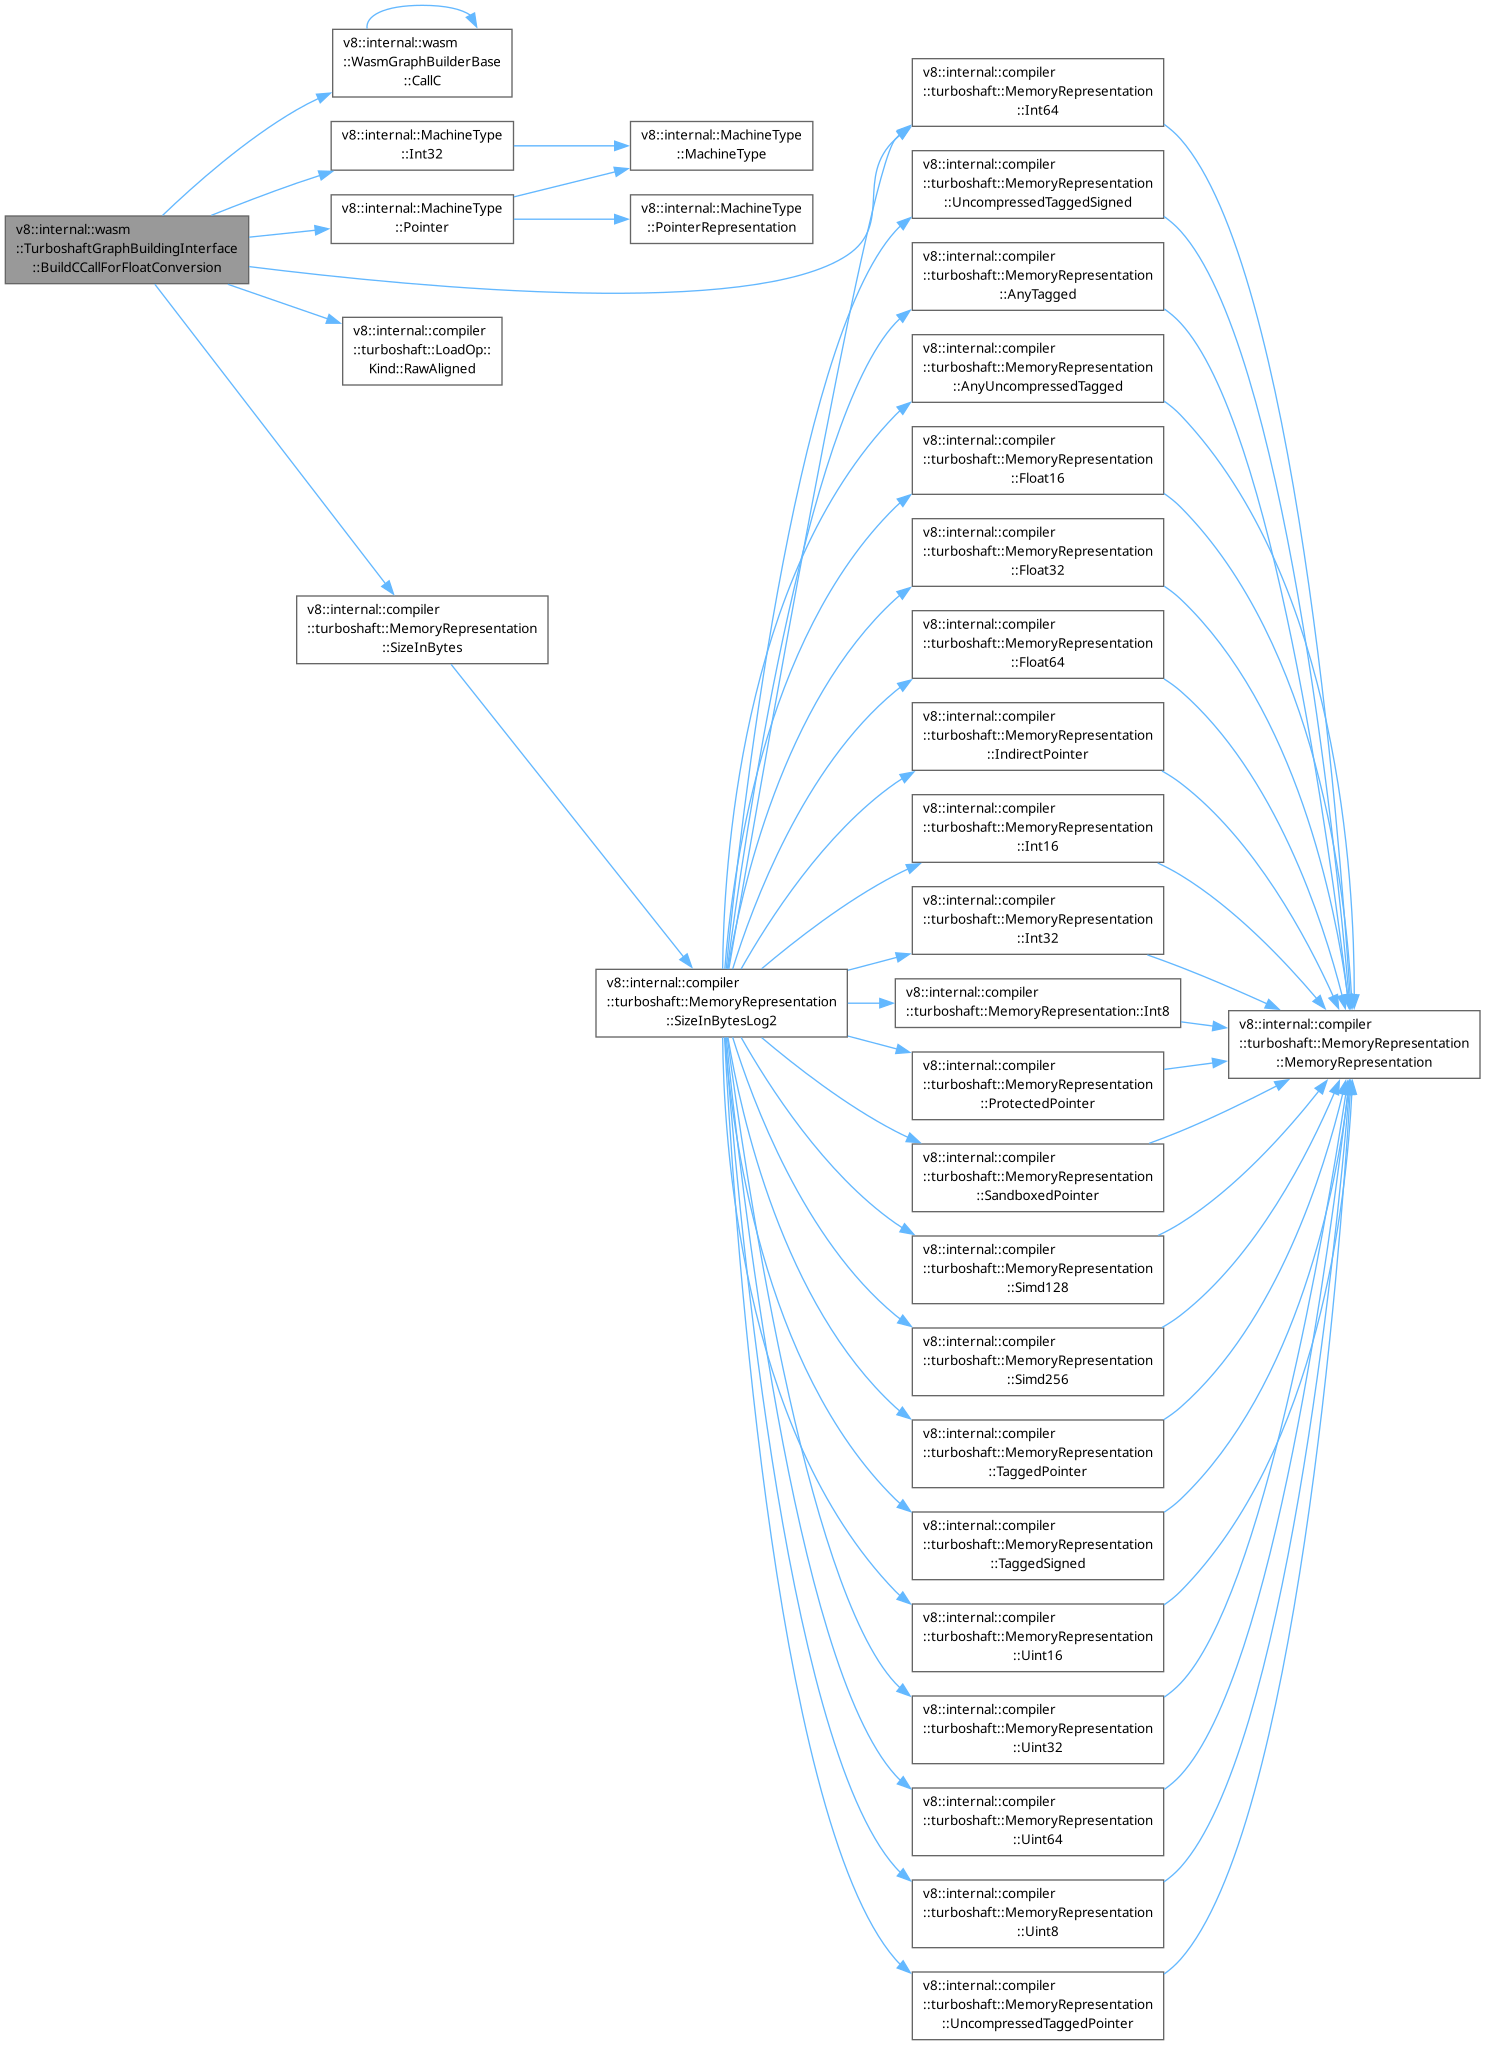 v8::internal::wasm
::TurboshaftGraphBuildingInterface
::BuildCCallForFloatConversion
v8::internal::wasm
::WasmGraphBuilderBase
::CallC
v8::internal::MachineType
::Int32
v8::internal::MachineType
::Pointer
v8::internal::compiler
::turboshaft::LoadOp::
Kind::RawAligned
v8::internal::compiler
::turboshaft::MemoryRepresentation
::SizeInBytes
v8::internal::MachineType
::MachineType
v8::internal::MachineType
::PointerRepresentation
v8::internal::compiler
::turboshaft::MemoryRepresentation
::SizeInBytesLog2
v8::internal::compiler
::turboshaft::MemoryRepresentation
::Int64
v8::internal::compiler
::turboshaft::MemoryRepresentation
::UncompressedTaggedSigned
v8::internal::compiler
::turboshaft::MemoryRepresentation
::AnyTagged
v8::internal::compiler
::turboshaft::MemoryRepresentation
::AnyUncompressedTagged
v8::internal::compiler
::turboshaft::MemoryRepresentation
::Float16
v8::internal::compiler
::turboshaft::MemoryRepresentation
::Float32
v8::internal::compiler
::turboshaft::MemoryRepresentation
::Float64
v8::internal::compiler
::turboshaft::MemoryRepresentation
::IndirectPointer
v8::internal::compiler
::turboshaft::MemoryRepresentation
::Int16
v8::internal::compiler
::turboshaft::MemoryRepresentation
::Int32
v8::internal::compiler
::turboshaft::MemoryRepresentation::Int8
v8::internal::compiler
::turboshaft::MemoryRepresentation
::ProtectedPointer
v8::internal::compiler
::turboshaft::MemoryRepresentation
::SandboxedPointer
v8::internal::compiler
::turboshaft::MemoryRepresentation
::Simd128
v8::internal::compiler
::turboshaft::MemoryRepresentation
::Simd256
v8::internal::compiler
::turboshaft::MemoryRepresentation
::TaggedPointer
v8::internal::compiler
::turboshaft::MemoryRepresentation
::TaggedSigned
v8::internal::compiler
::turboshaft::MemoryRepresentation
::Uint16
v8::internal::compiler
::turboshaft::MemoryRepresentation
::Uint32
v8::internal::compiler
::turboshaft::MemoryRepresentation
::Uint64
v8::internal::compiler
::turboshaft::MemoryRepresentation
::Uint8
v8::internal::compiler
::turboshaft::MemoryRepresentation
::UncompressedTaggedPointer
v8::internal::compiler
::turboshaft::MemoryRepresentation
::MemoryRepresentation